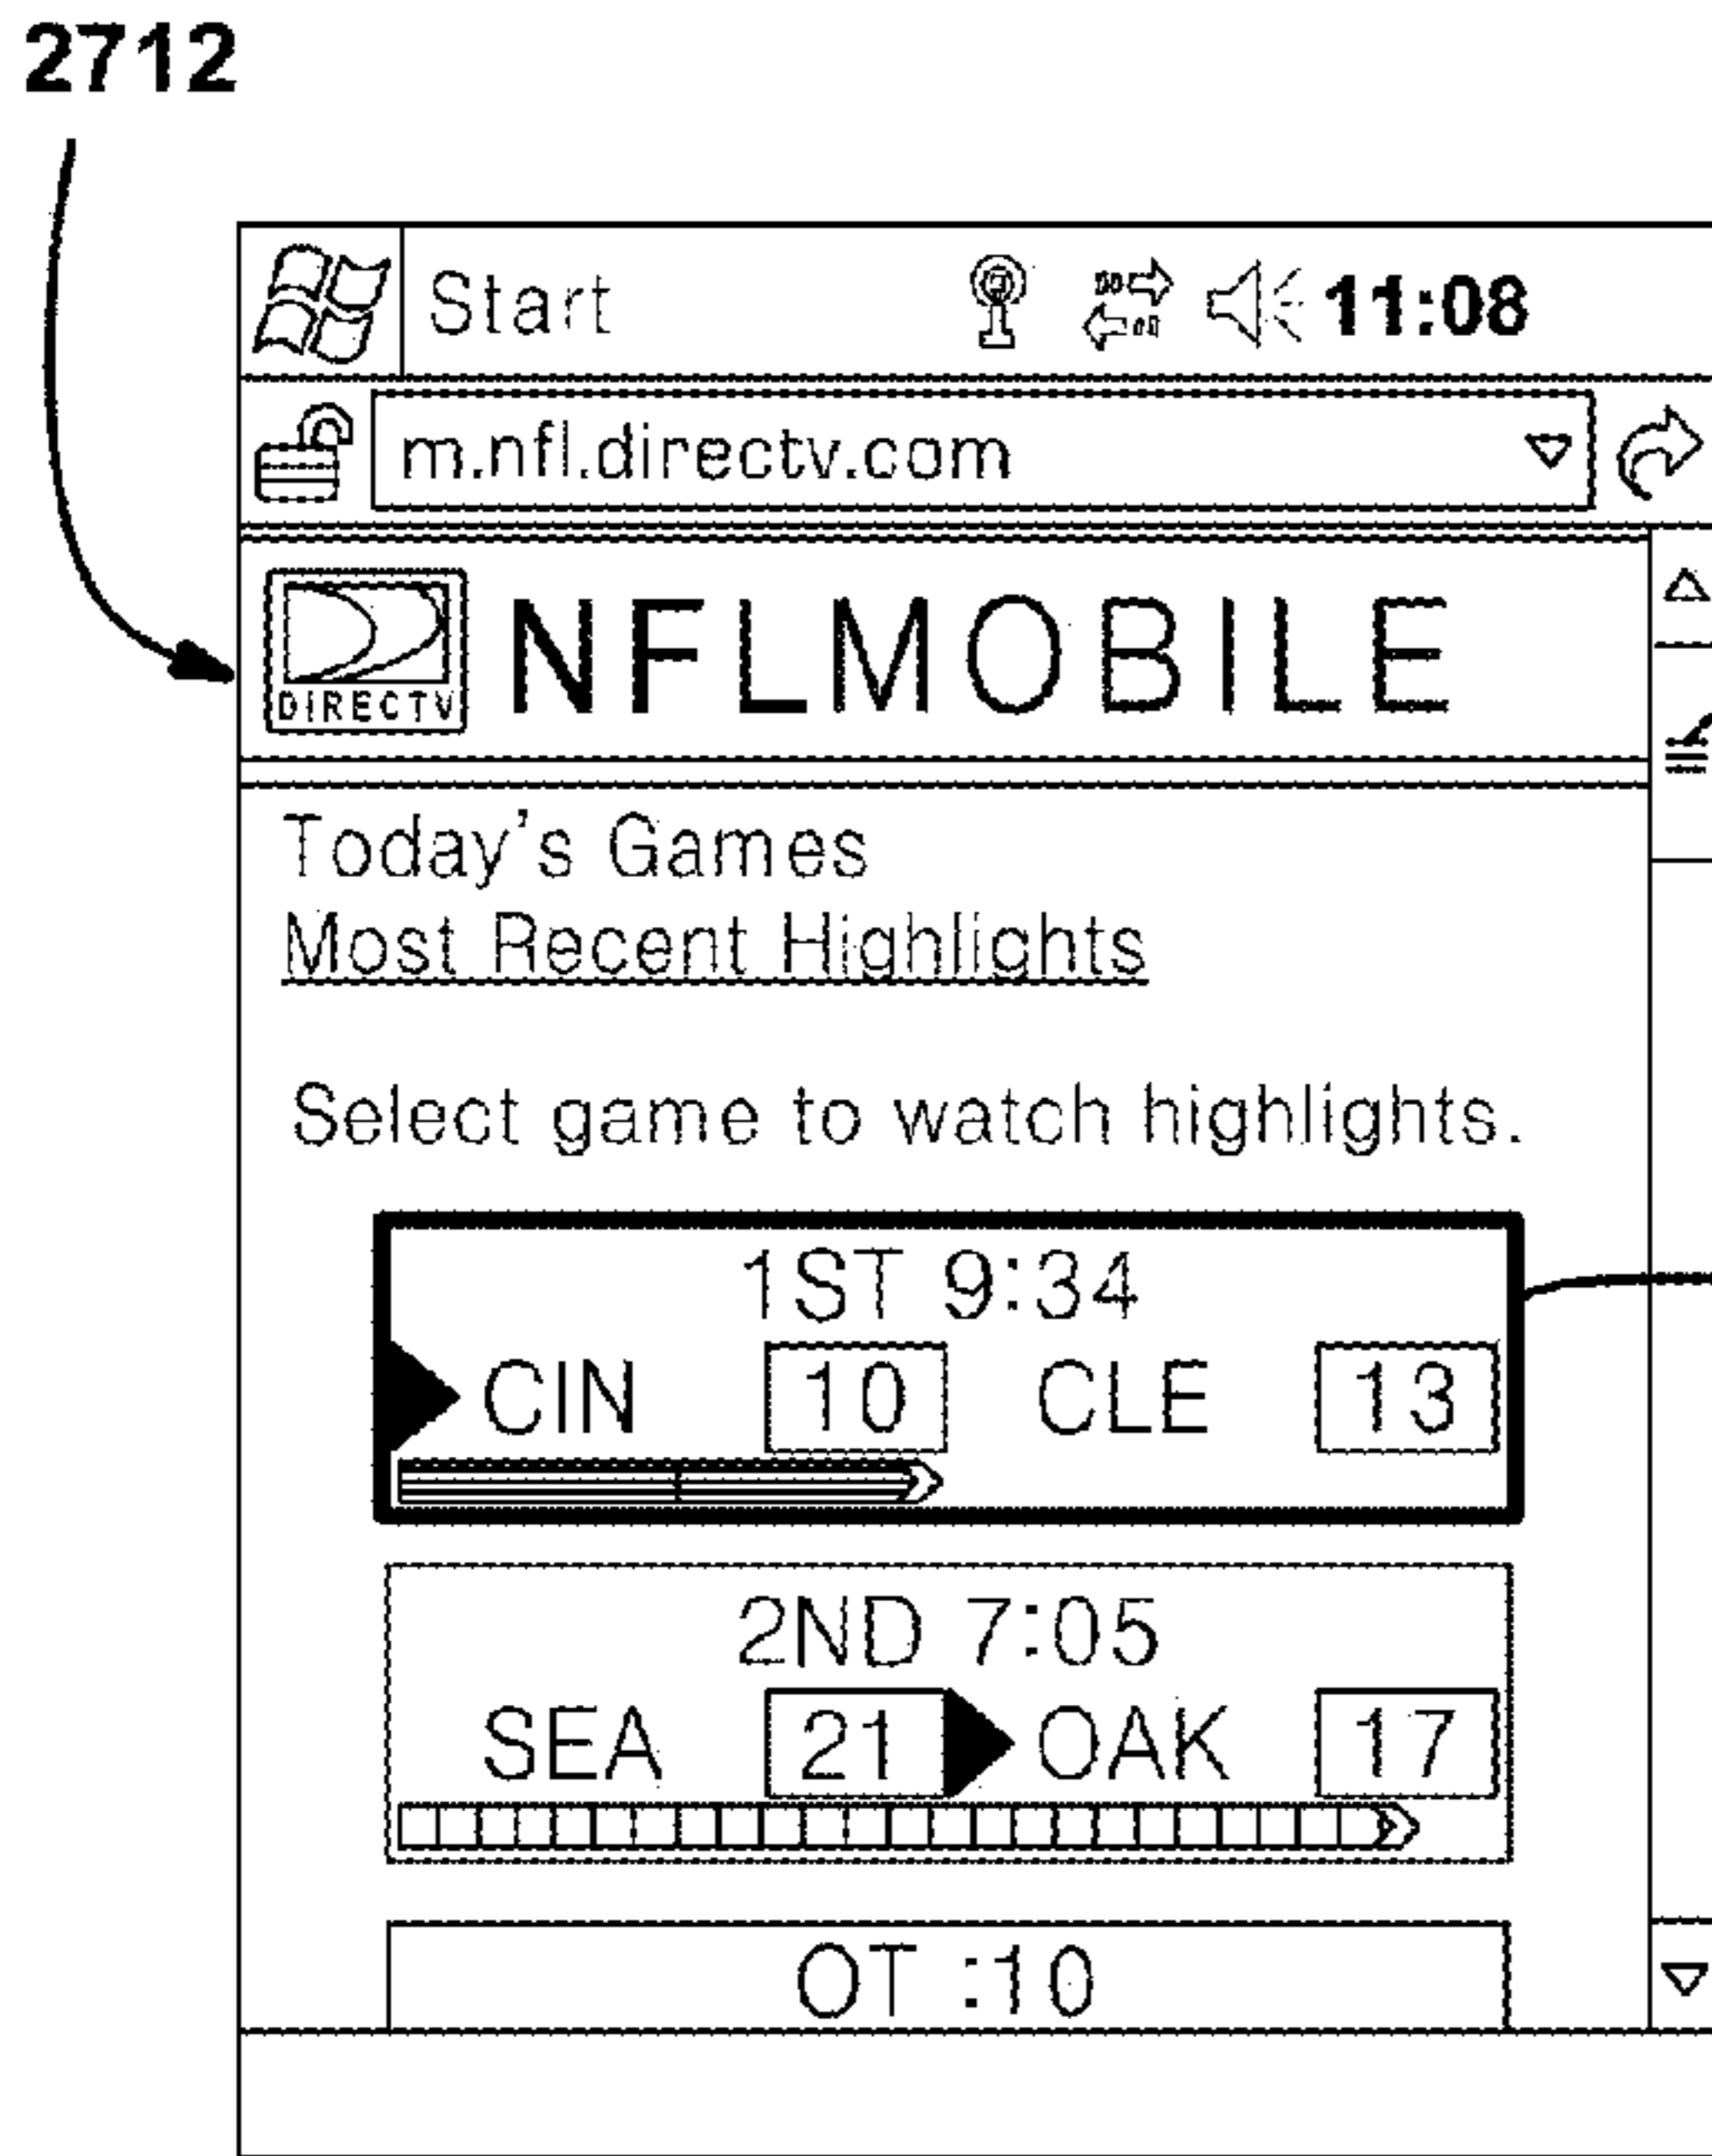 2712
Start 11:08
m.nfl.directv.com
DIRECTV NFLMOBILE
Today's Games
Most Recent Highlights
Select game to watch highlights.
1ST 9:34
CIN 10 CLE 13
2ND 7:05
SEA 21 OAK 17
OT :10